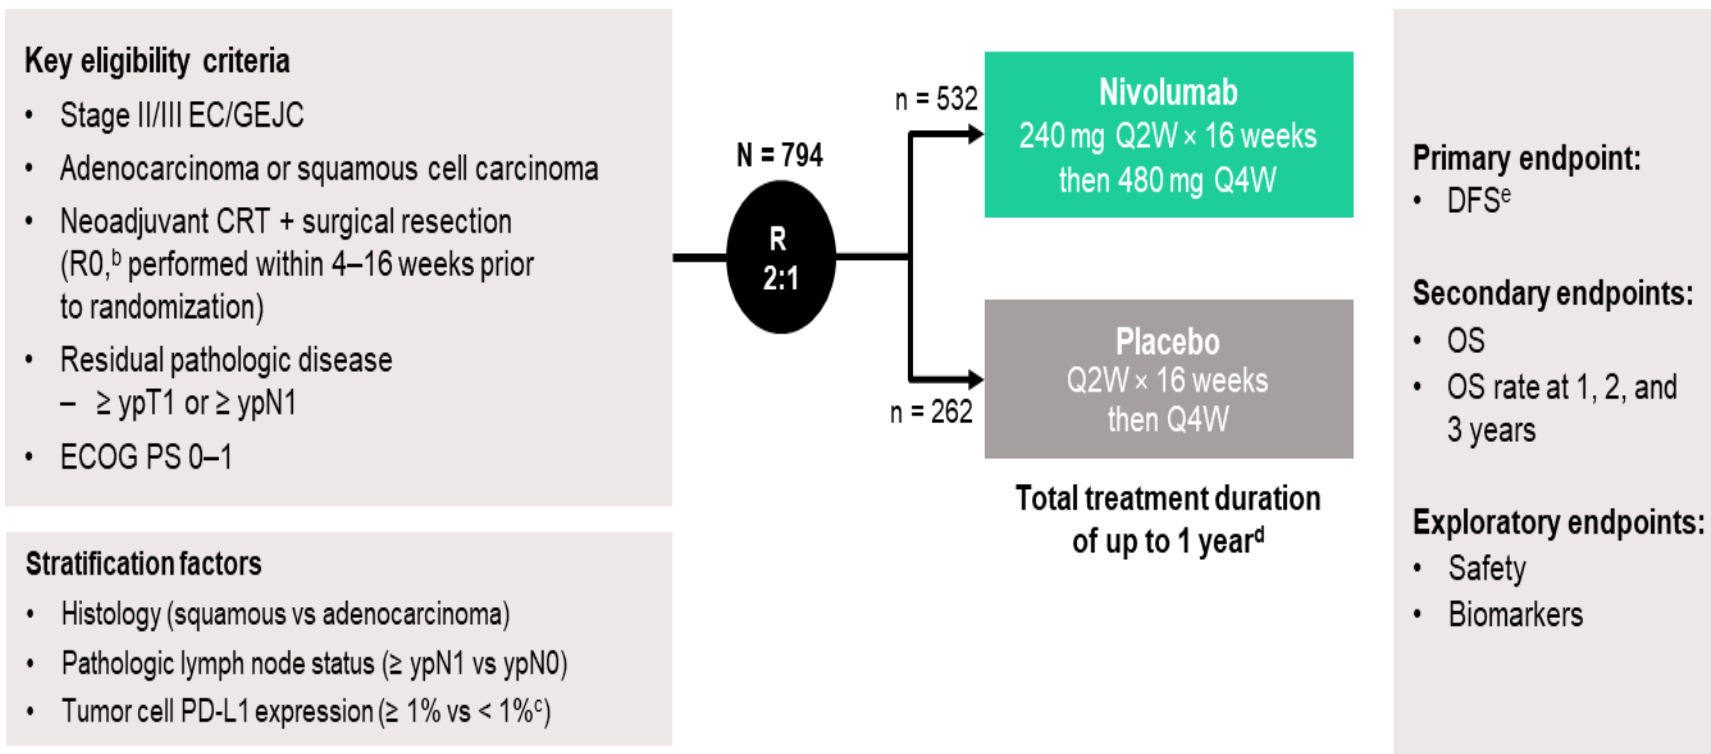 Key eligibility criteria
• Stage II/III EC/GEJC
• Adenocarcinoma or squamous cell carcinoma
• Neoadjuvant CRT + surgical resection
(R0,ᵇ performed within 4–16 weeks prior
to randomization)
• Residual pathologic disease
– ≥ ypT1 or ≥ ypN1
• ECOG PS 0–1
Stratification factors
• Histology (squamous vs adenocarcinoma)
• Pathologic lymph node status (≥ ypN1 vs ypN0)
• Tumor cell PD-L1 expression (≥ 1% vs < 1%ᶜ)
N = 794
R
2:1
n = 532
Nivolumab
240 mg Q2W × 16 weeks
then 480 mg Q4W
n = 262
Placebo
Q2W × 16 weeks
then Q4W
Total treatment duration
of up to 1 yearᵈ
Primary endpoint:
• DFSᵉ
Secondary endpoints:
• OS
• OS rate at 1, 2, and
3 years
Exploratory endpoints:
• Safety
• Biomarkers